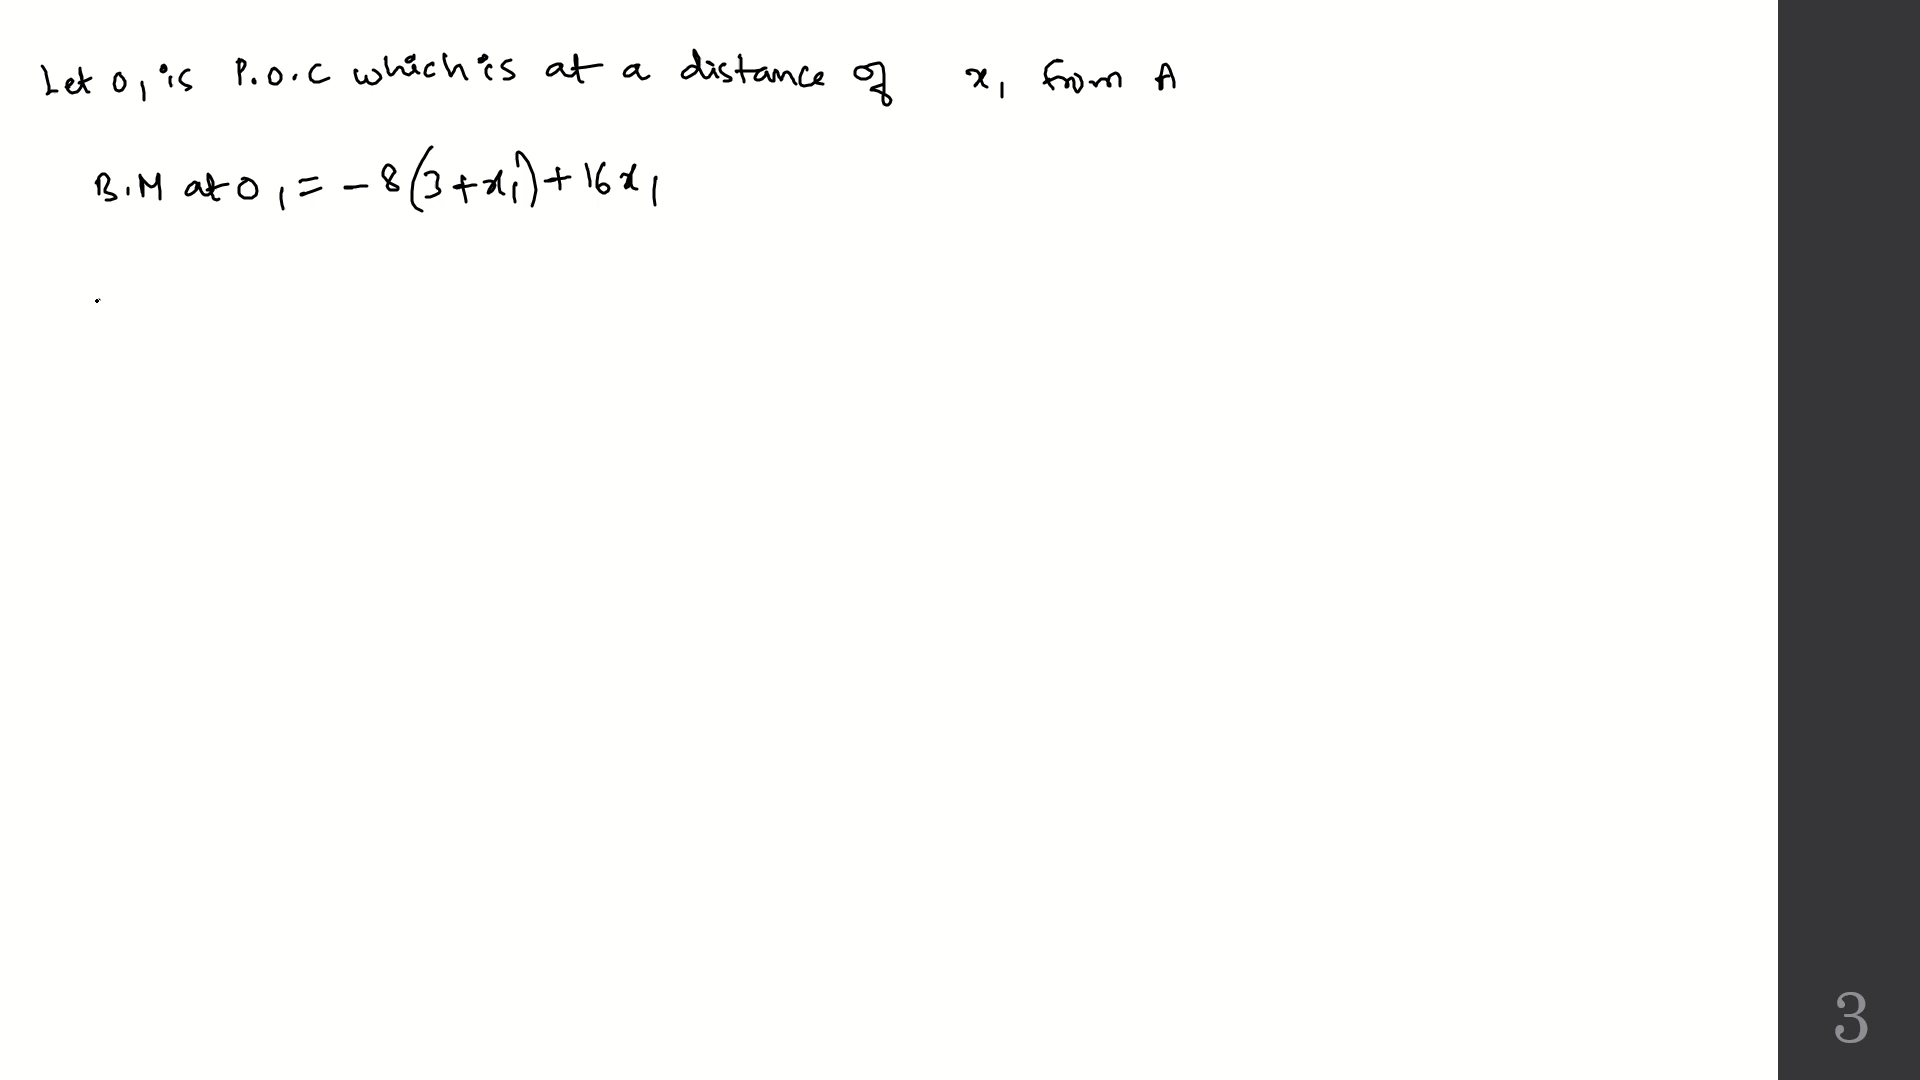 Let O₁ is P.O.C which is at a distance of x₁ from A
B.M at O₁ = -8(3+x₁)+16x₁
3